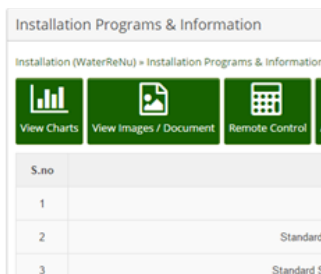 Installation Programs & Information
Installation (WaterReNu) » Installation Programs & Information
View Charts
View Images / Document
Remote Control
S.no
1
2
Standard
3
Standard S